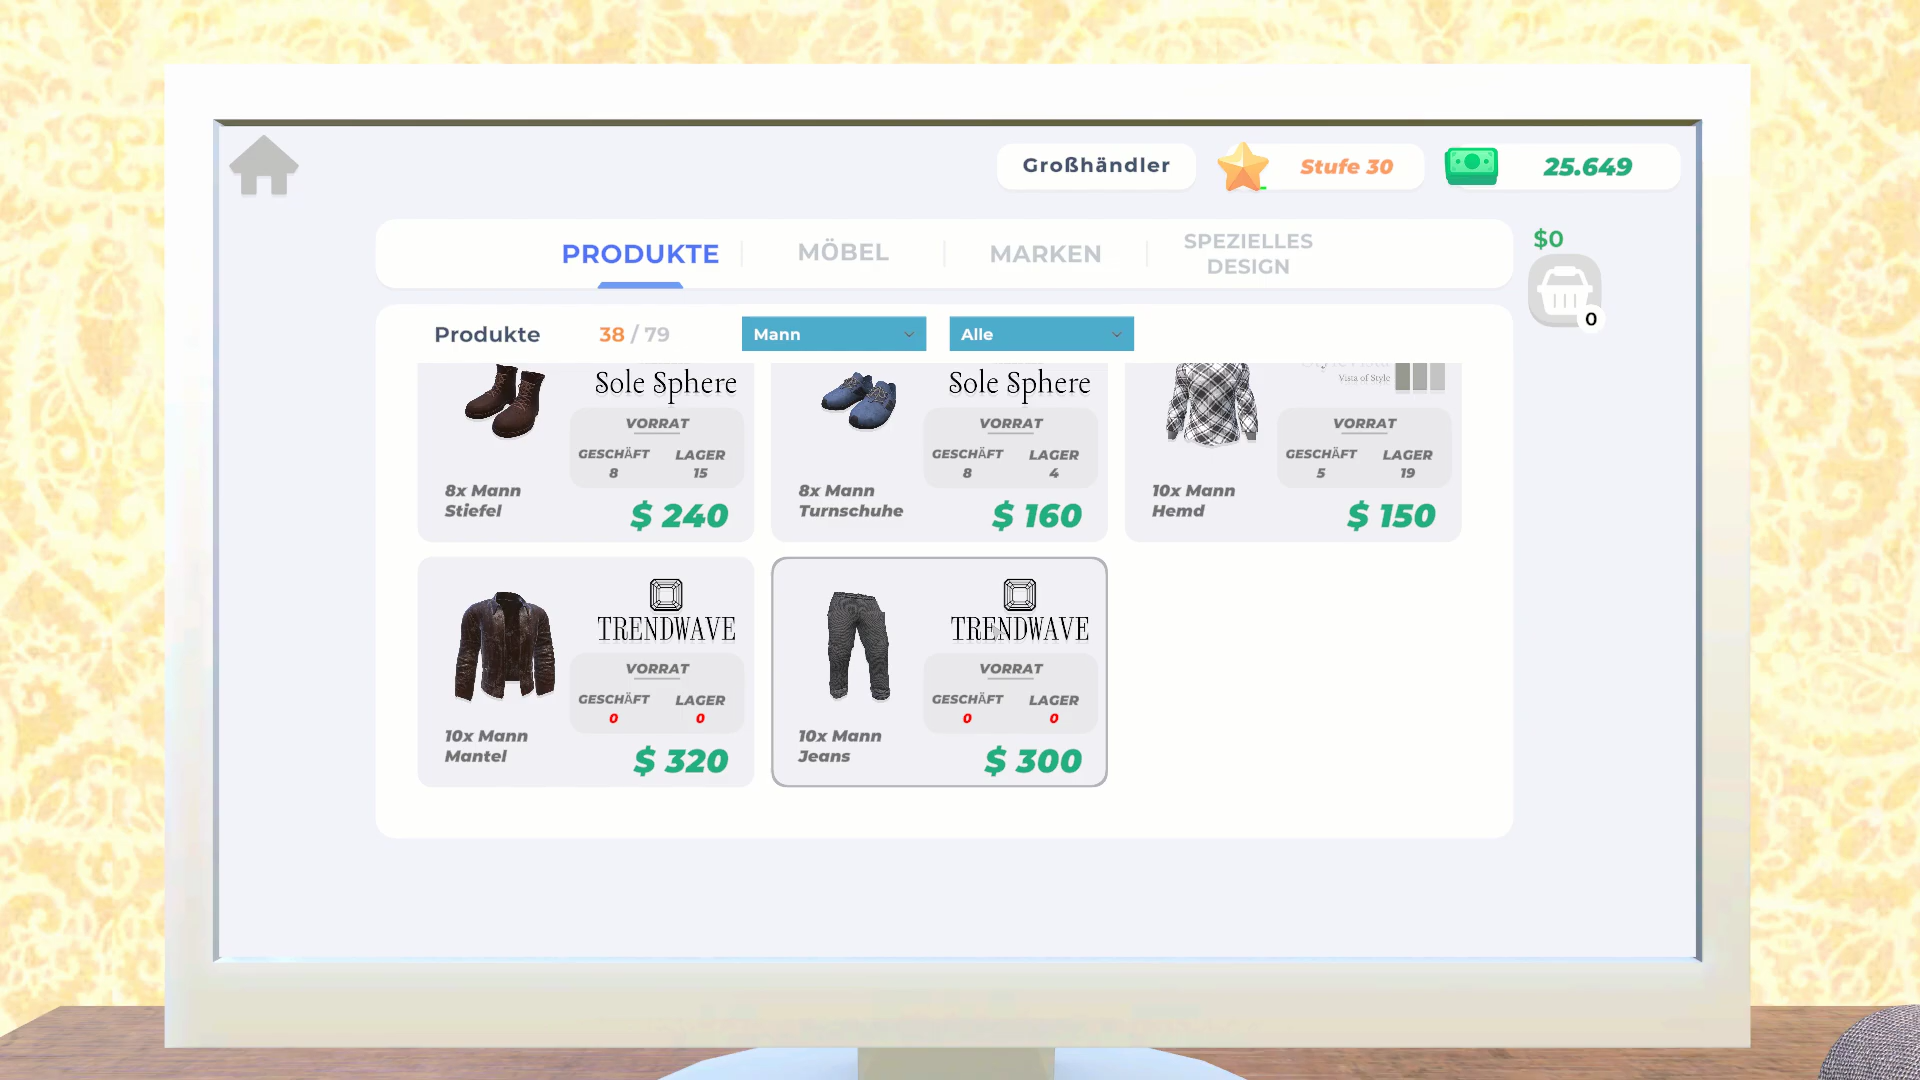 Großhändler
Stufe 30
25.649
PRODUKTE
MÖBEL
MARKEN
SPEZIELLES
DESIGN
$0
0
Produkte
38 / 79
Mann
Alle
Sole Sphere
VORRAT
GESCHÄFT
LAGER
8
15
8x Mann
Stiefel
$ 240
Sole Sphere
VORRAT
GESCHÄFT
LAGER
8
4
8x Mann
Turnschuhe
$ 160
Vista of Style
VORRAT
GESCHÄFT
LAGER
5
19
10x Mann
Hemd
$ 150
TRENDWAVE
VORRAT
GESCHÄFT
LAGER
0
0
10x Mann
Mantel
$ 320
TRENDWAVE
VORRAT
GESCHÄFT
LAGER
0
0
10x Mann
Jeans
$ 300